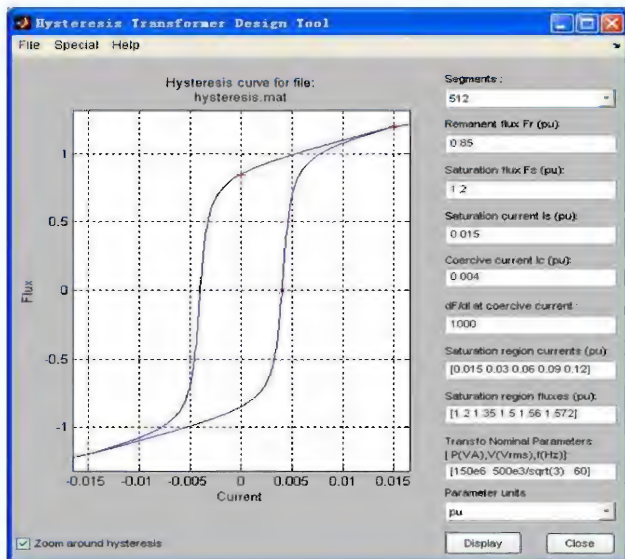 Hysteresis Transformer Design Tool
File Special Help
Hysteresis curve for file:
hysteresis.mat
Flux
1
0.5
0
-0.5
-1
-0.015 -0.01 -0.005 0 0.005 0.01 0.015
Current
Zoom around hysteresis
Segments :
512
Remanent flux Fr (pu):
0.85
Saturation flux Fs (pu):
1.2
Saturation current Is (pu):
0.015
Coercive current Ic (pu):
0.004
dF/dI at coercive current :
1000
Saturation region currents (pu):
[0.015 0.03 0.06 0.09 0.12]
Saturation region fluxes (pu):
[1.2 1.35 1.5 1.56 1.572]
Transfo Nominal Parameters
[ P(VA),V(Vrms),f(Hz)]:
[150e6 500e3/sqrt(3) 60]
Parameter units
pu
Display Close